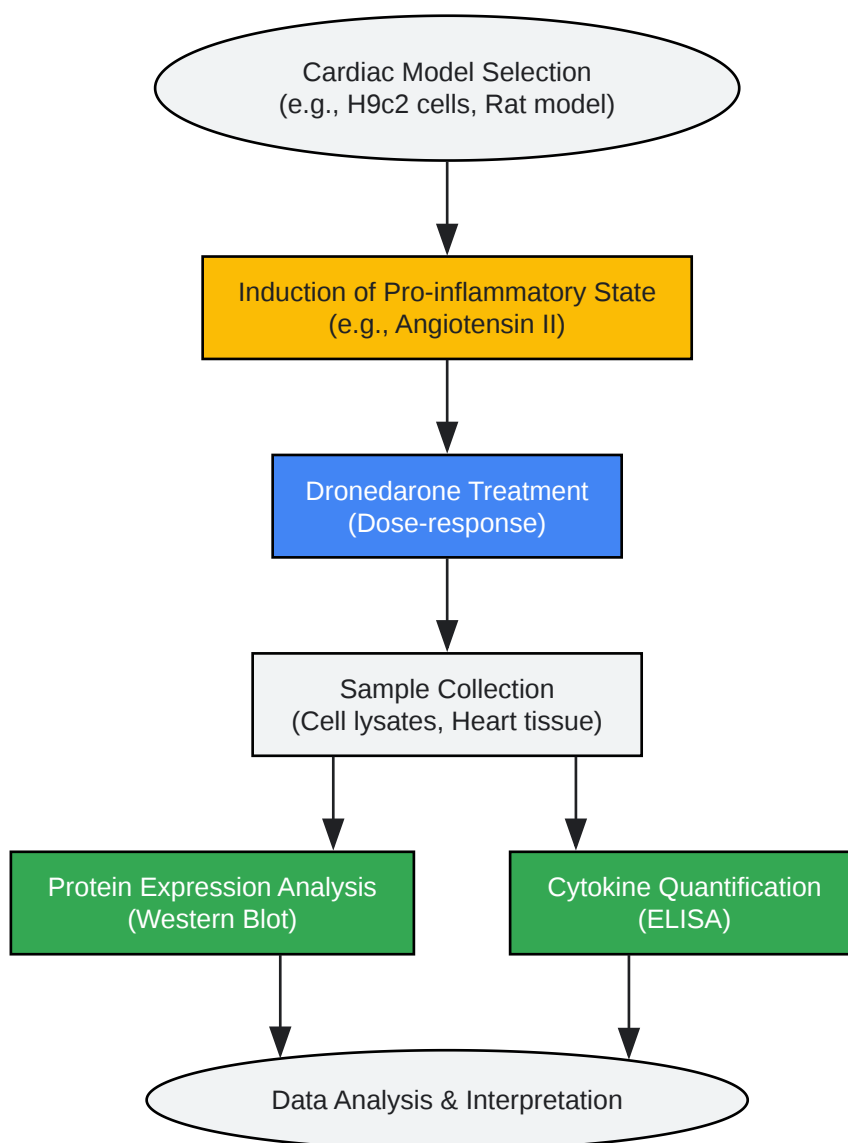 Cardiac Model Selection
(e.g., H9c2 cells, Rat model)
Induction of Pro-inflammatory State
(e.g., Angiotensin II)
Dronedarone Treatment
(Dose-response)
Sample Collection
(Cell lysates, Heart tissue)
Protein Expression Analysis
(Western Blot)
Cytokine Quantification
(ELISA)
Data Analysis & Interpretation